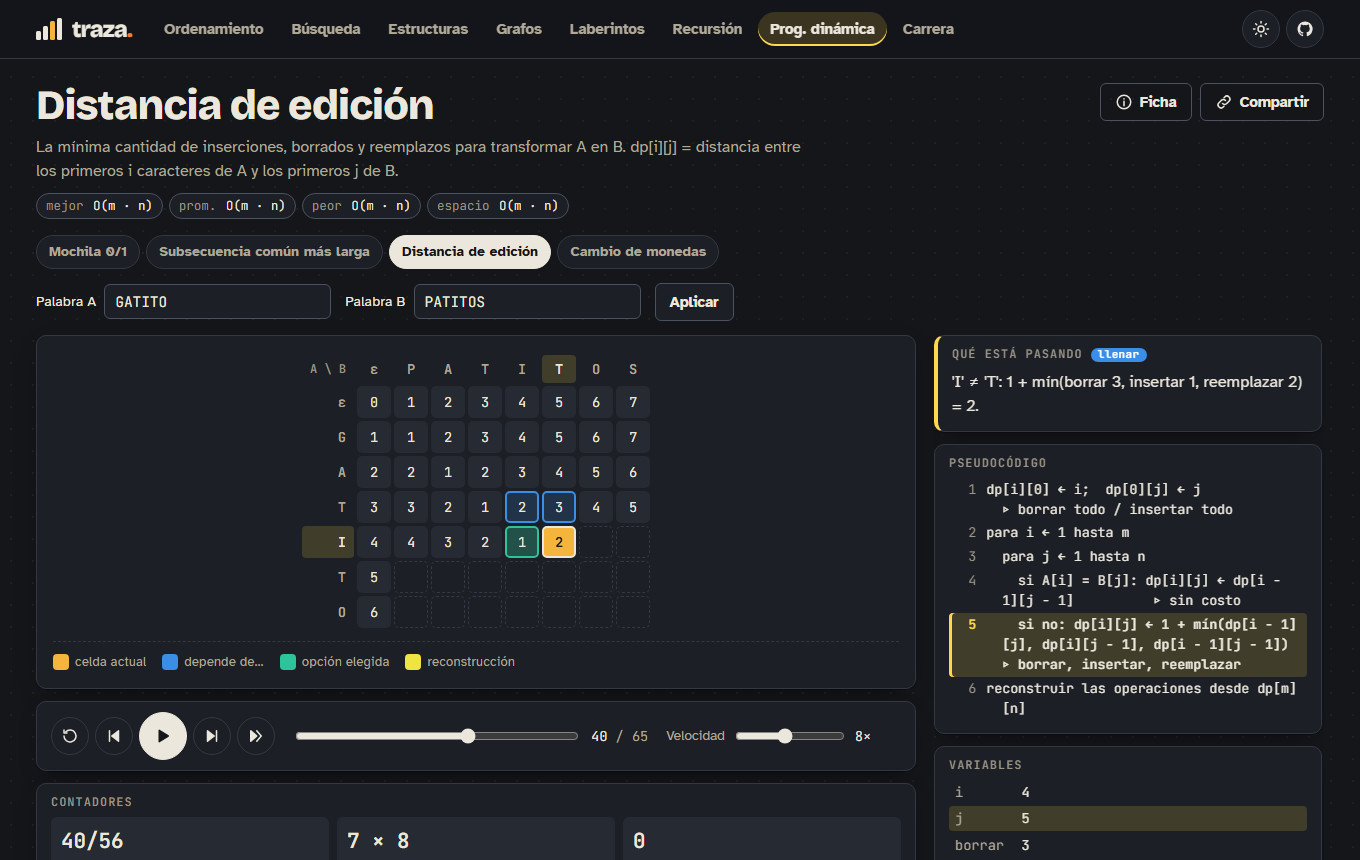 traza. Ordenamiento Búsqueda Estructuras Grafos Laberintos Recursión Prog. dinámica Carrera
Distancia de edición
Ficha Compartir
La mínima cantidad de inserciones, borrados y reemplazos para transformar A en B. dp[i][j] = distancia entre
los primeros i caracteres de A y los primeros j de B.
mejor O(m · n) prom. O(m · n) peor O(m · n) espacio O(m · n)
Mochila 0/1 Subsecuencia común más larga Distancia de edición Cambio de monedas
Palabra A GATITO Palabra B PATITOS Aplicar
A \ B ε P A T I T O S
ε 0 1 2 3 4 5 6 7
G 1 1 2 3 4 5 6 7
A 2 2 1 2 3 4 5 6
T 3 3 2 1 2 3 4 5
I 4 4 3 2 1 2
T 5
O 6
celda actual depende de... opción elegida reconstrucción
40 / 65 Velocidad 8×
CONTADORES
40/56 7 × 8 0
QUÉ ESTÁ PASANDO llenar
'I' ≠ 'T': 1 + mín(borrar 3, insertar 1, reemplazar 2)
= 2.
PSEUDOCÓDIGO
1 dp[i][0] ← i; dp[0][j] ← j
▹ borrar todo / insertar todo
2 para i ← 1 hasta m
3 para j ← 1 hasta n
4 si A[i] = B[j]: dp[i][j] ← dp[i -
1][j - 1] ▹ sin costo
5 si no: dp[i][j] ← 1 + mín(dp[i - 1]
[j], dp[i][j - 1], dp[i - 1][j - 1])
▹ borrar, insertar, reemplazar
6 reconstruir las operaciones desde dp[m]
[n]
VARIABLES
i 4
j 5
borrar 3